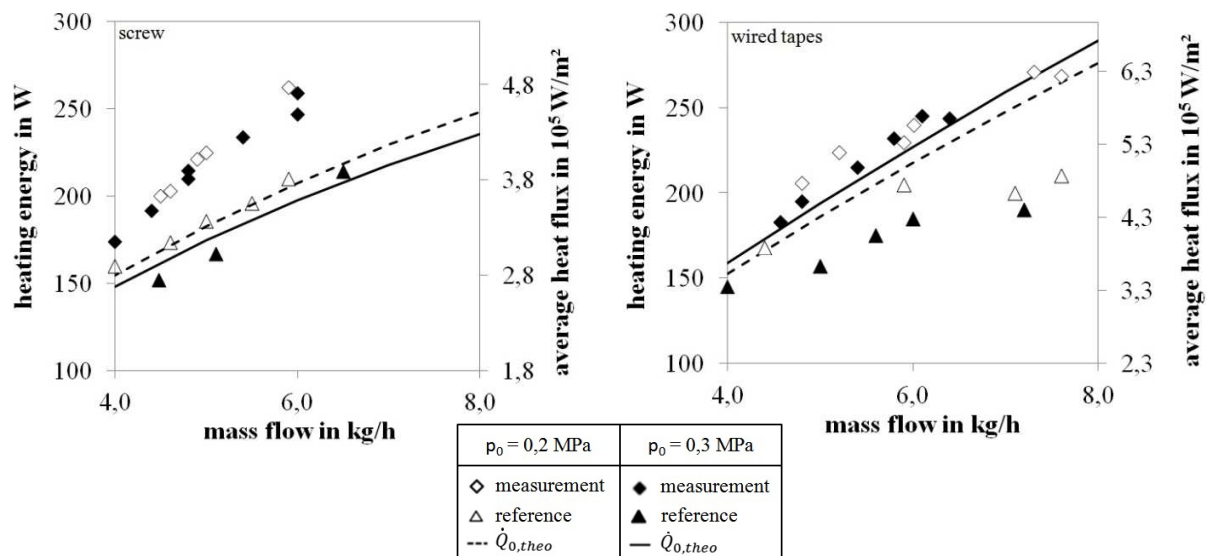 screw
heating energy in W
300
250
200
150
100
4,0
6,0
8,0
mass flow in kg/h
average heat flux in 10⁵ W/m²
4,8
3,8
2,8
1,8
wired tapes
heating energy in W
300
250
200
150
100
4,0
6,0
8,0
mass flow in kg/h
average heat flux in 10⁵ W/m²
6,3
5,3
4,3
3,3
2,3
p₀ = 0,2 MPa
p₀ = 0,3 MPa
measurement
measurement
reference
reference
Q̇₀,theo
Q̇₀,theo